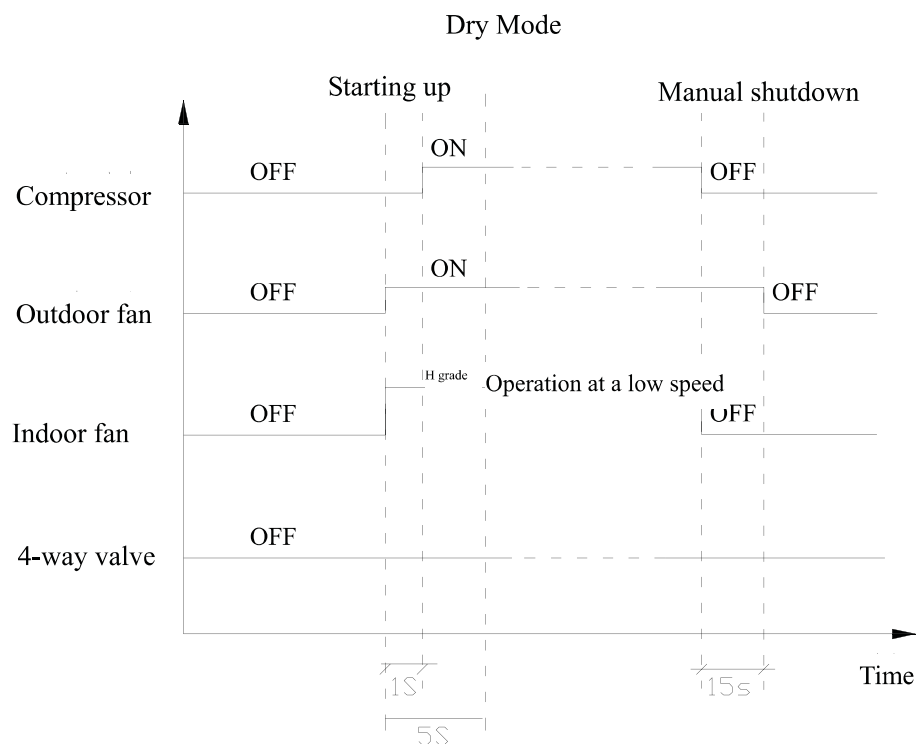 Dry Mode
Starting up
Manual shutdown
ON
OFF
OFF
Compressor
ON
OFF
OFF
Outdoor fan
H grade
Operation at a low speed
OFF
OFF
Indoor fan
OFF
4-way valve
1S
15s
Time
5S